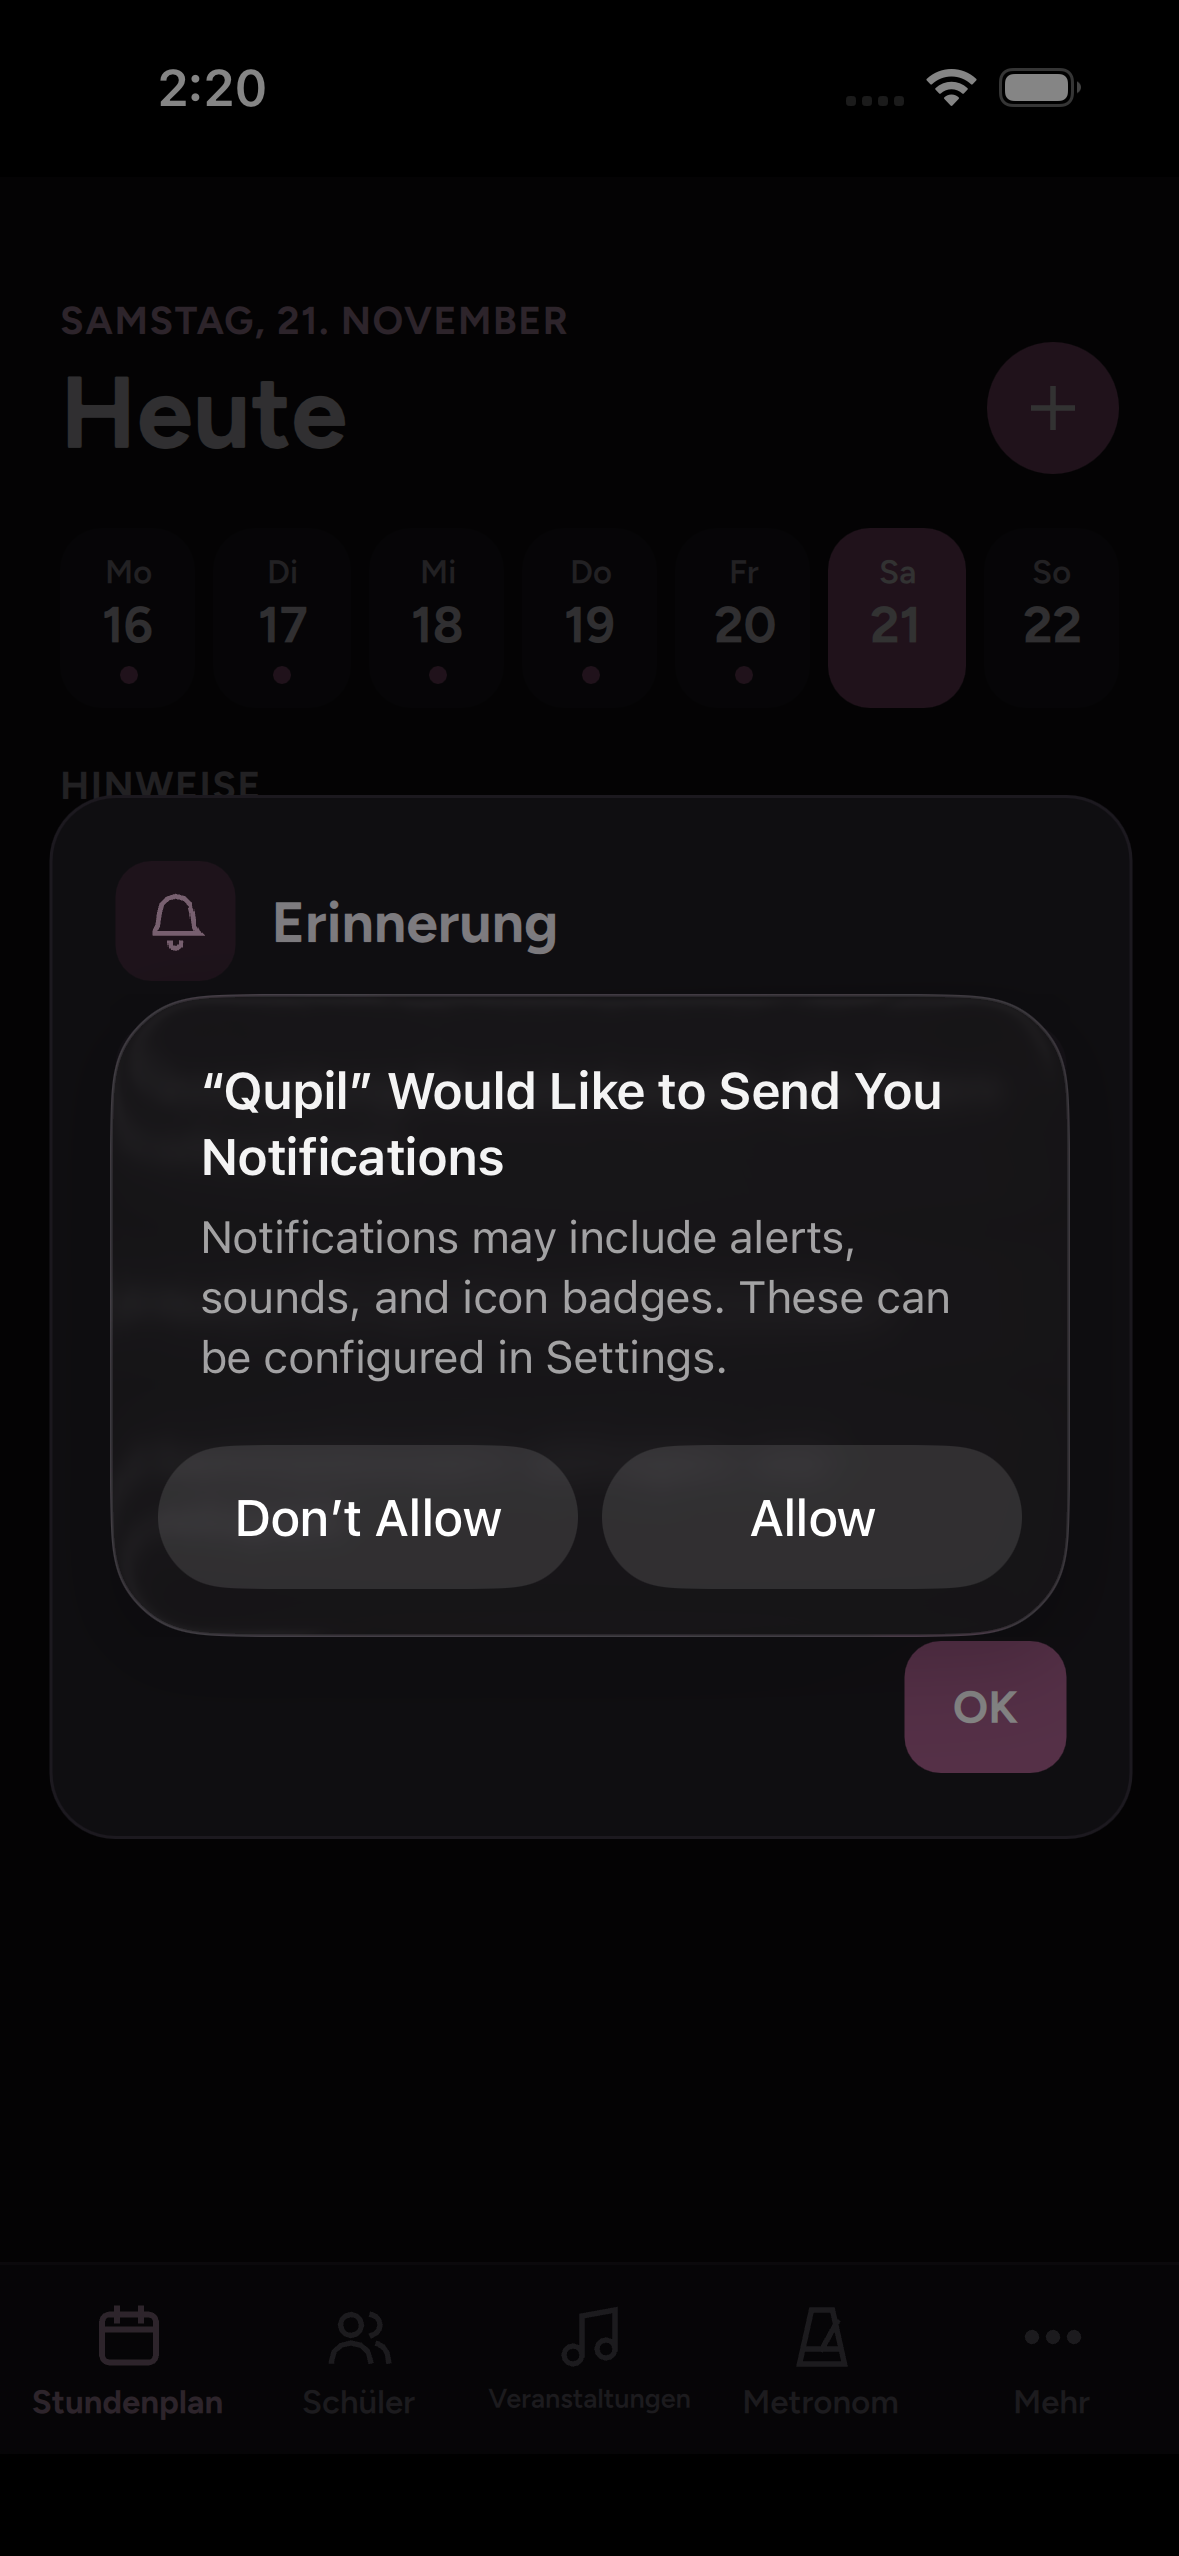 2:20
SAMSTAG, 21. NOVEMBER
Heute
Mo Di Mi Do Fr Sa So
16 17 18 19 20 21 22
HINWEISE
Erinnerung
“Qupil” Would Like to Send You
Notifications
Notifications may include alerts,
sounds, and icon badges. These can
be configured in Settings.
Don’t Allow Allow
OK
Stundenplan Schüler Veranstaltungen Metronom Mehr